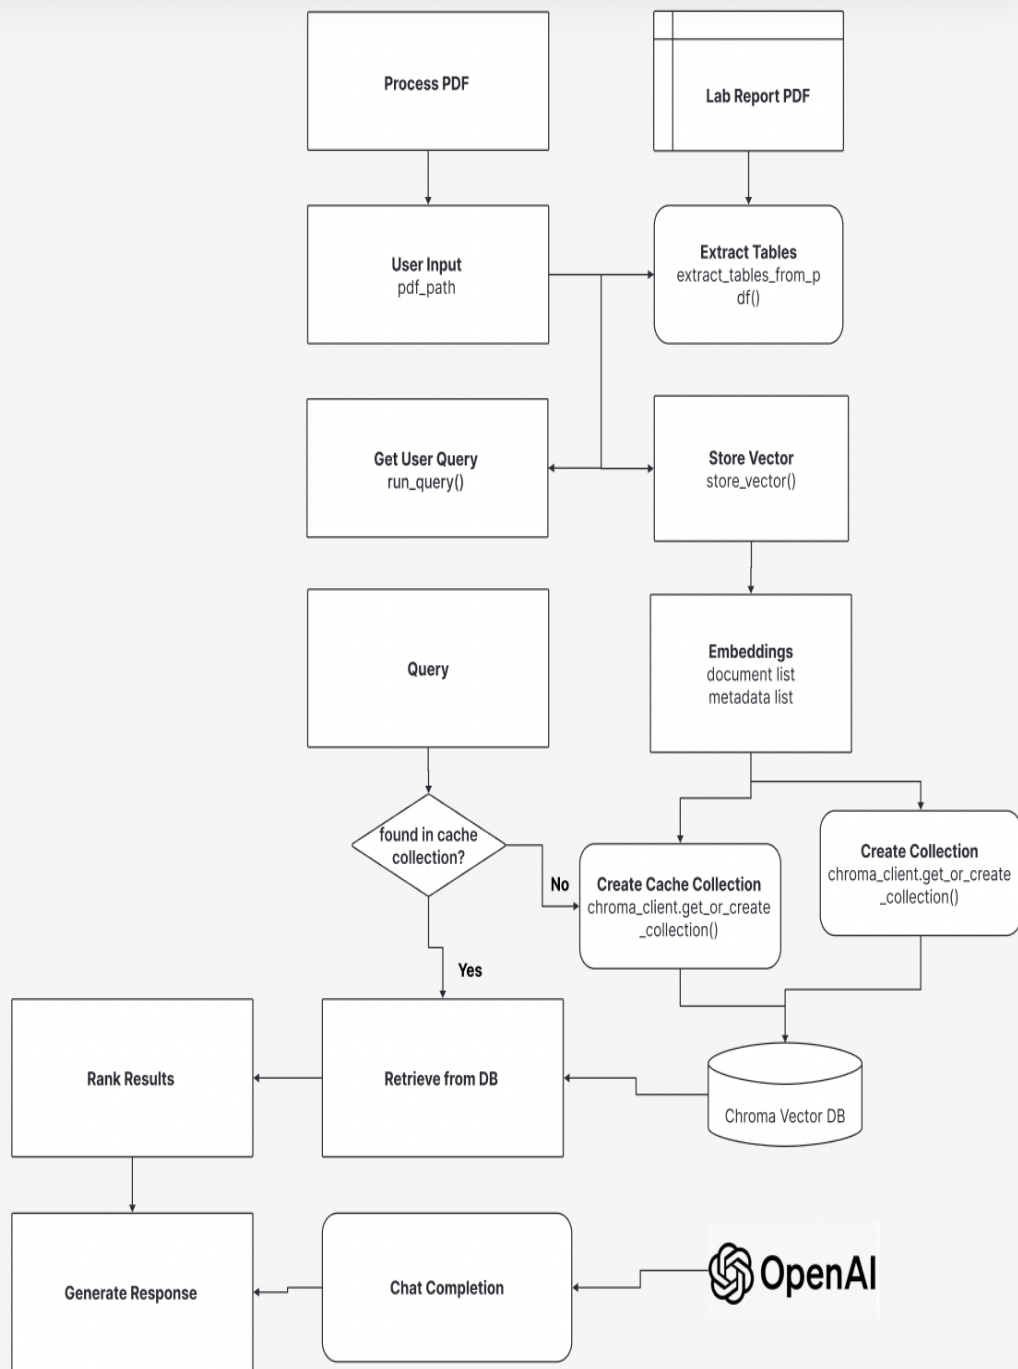 Process PDF
Lab Report PDF
User Input
pdf_path
Extract Tables
extract_tables_from_p
df()
Get User Query
run_query()
Store Vector
store_vector()
Query
Embeddings
document list
metadata list
found in cache
collection?
No
Create Cache Collection
chroma_client.get_or_create
_collection()
Create Collection
chroma_client.get_or_create
_collection()
Yes
Rank Results
Retrieve from DB
Chroma Vector DB
Generate Response
Chat Completion
OpenAI